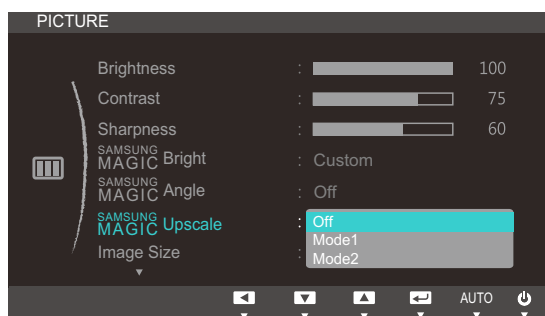 PICTURE
Brightness : 100
Contrast : 75
Sharpness : 60
SAMSUNG MAGIC Bright : Custom
SAMSUNG MAGIC Angle : Off
SAMSUNG MAGIC Upscale : Off
Mode1
Image Size : Mode2
AUTO